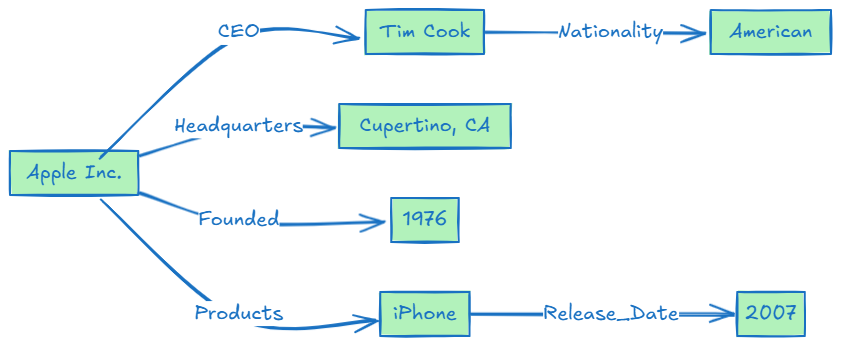 CEO
Tim Cook
Nationality
American
Headquarters
Cupertino, CA
Apple Inc.
Founded
1976
Products
iPhone
Release_Date
2007